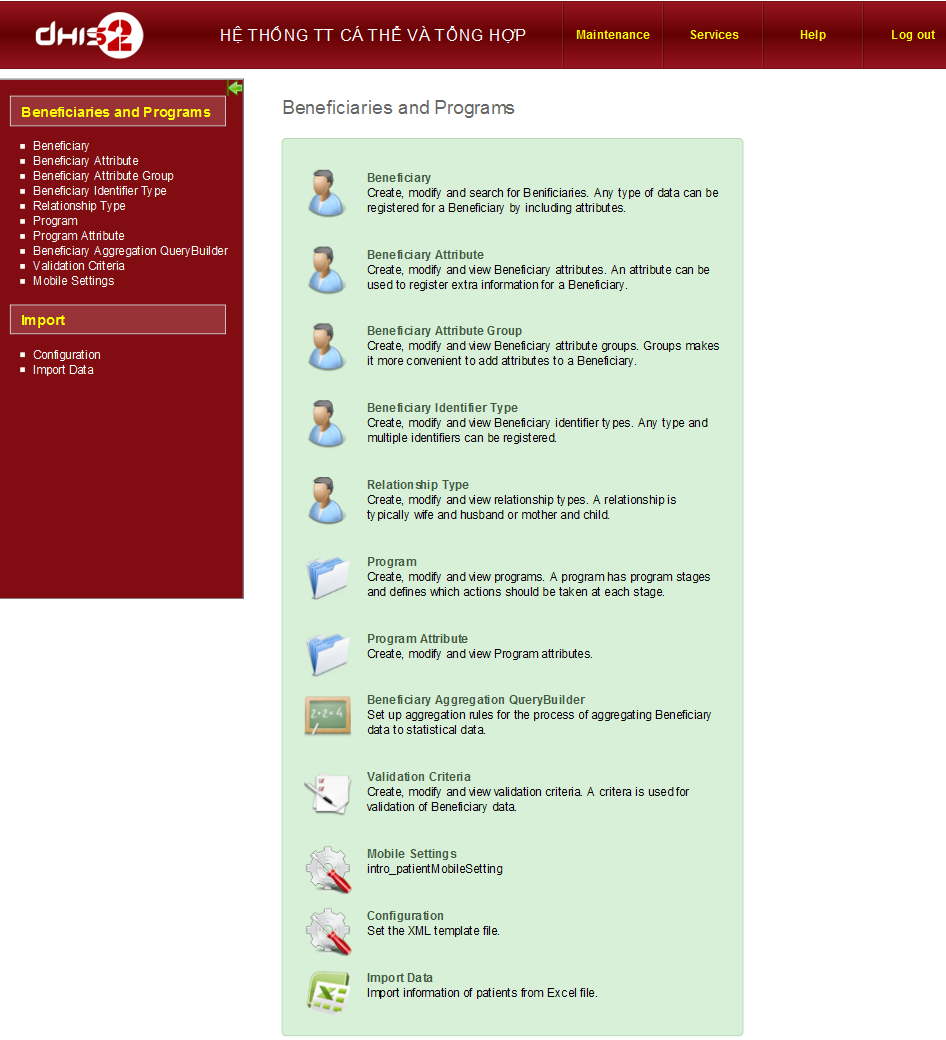 dHIS2
HỆ THỐNG TT CÁ THỂ VÀ TỔNG HỢP
Maintenance
Services
Help
Log out
Beneficiaries and Programs
Beneficiary
Beneficiary Attribute
Beneficiary Attribute Group
Beneficiary Identifier Type
Relationship Type
Program
Program Attribute
Beneficiary Aggregation QueryBuilder
Validation Criteria
Mobile Settings
Import
Configuration
Import Data
Beneficiaries and Programs
Beneficiary
Create, modify and search for Benificiaries. Any type of data can be
registered for a Beneficiary by including attributes.
Beneficiary Attribute
Create, modify and view Beneficiary attributes. An attribute can be
used to register extra information for a Beneficiary.
Beneficiary Attribute Group
Create, modify and view Beneficiary attribute groups. Groups makes
it more convenient to add attributes to a Beneficiary.
Beneficiary Identifier Type
Create, modify and view Beneficiary identifier types. Any type and
multiple identifiers can be registered.
Relationship Type
Create, modify and view relationship types. A relationship is
typically wife and husband or mother and child.
Program
Create, modify and view programs. A program has program stages
and defines which actions should be taken at each stage.
Program Attribute
Create, modify and view Program attributes.
2+2=4
Beneficiary Aggregation QueryBuilder
Set up aggregation rules for the process of aggregating Beneficiary
data to statistical data.
Validation Criteria
Create, modify and view validation criteria. A critera is used for
validation of Beneficiary data.
Mobile Settings
intro_patientMobileSetting
Configuration
Set the XML template file.
Import Data
Import information of patients from Excel file.